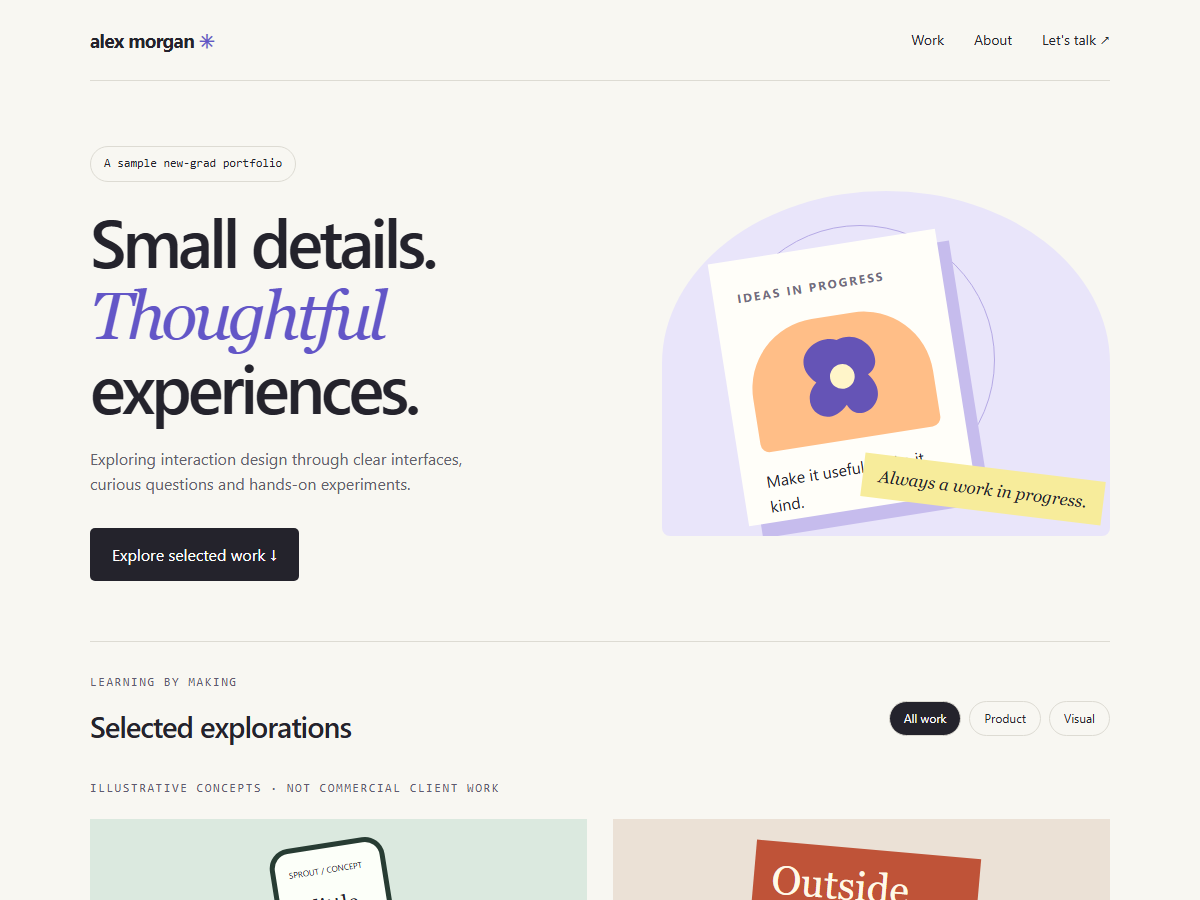 alex morgan ✳
Work
About
Let's talk ↗
A sample new-grad portfolio
Small details.
Thoughtful
experiences.
Exploring interaction design through clear interfaces,
curious questions and hands-on experiments.
Explore selected work ↓
IDEAS IN PROGRESS
Make it useful it
kind.
Always a work in progress.
LEARNING BY MAKING
Selected explorations
All work
Product
Visual
ILLUSTRATIVE CONCEPTS · NOT COMMERCIAL CLIENT WORK
SPROUT / CONCEPT
little
Outside